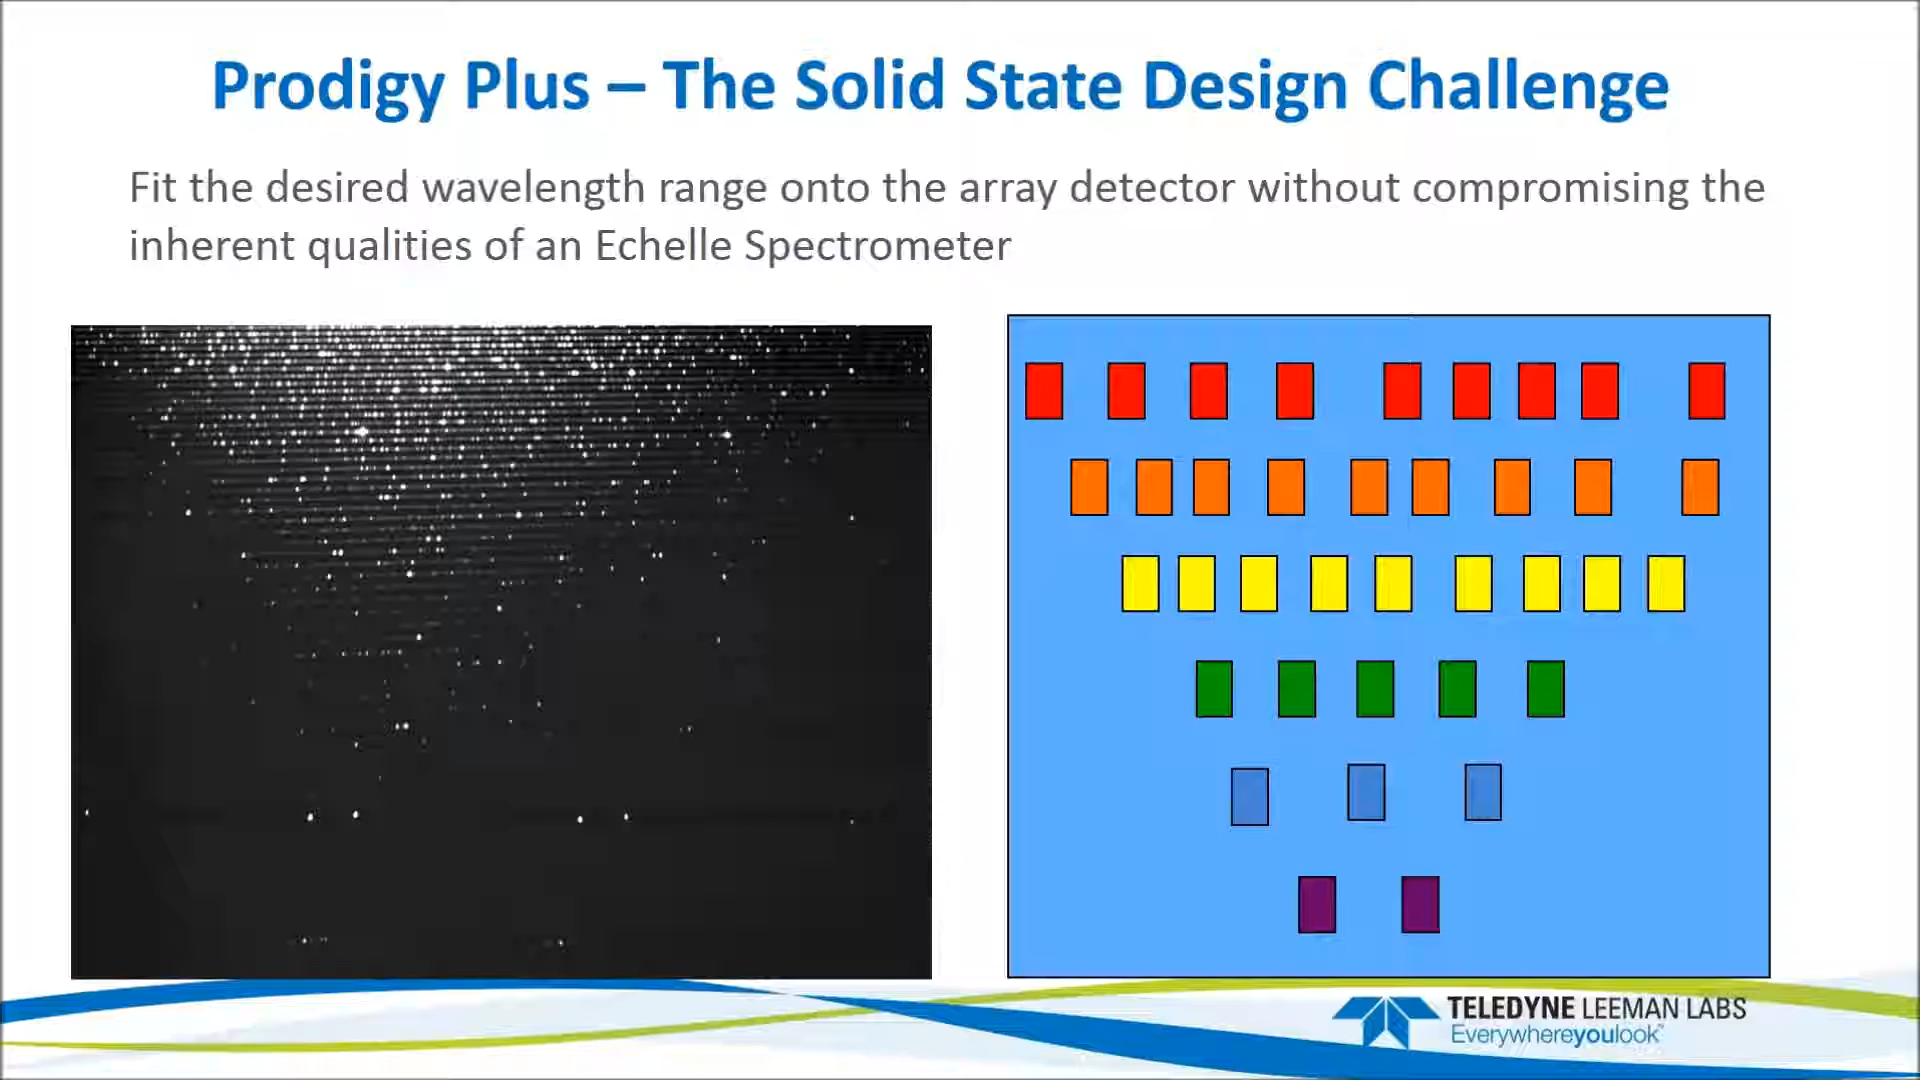 Prodigy Plus – The Solid State Design Challenge
Fit the desired wavelength range onto the array detector without compromising the
inherent qualities of an Echelle Spectrometer
TELEDYNE LEEMAN LABS
Everywhereyoulook™